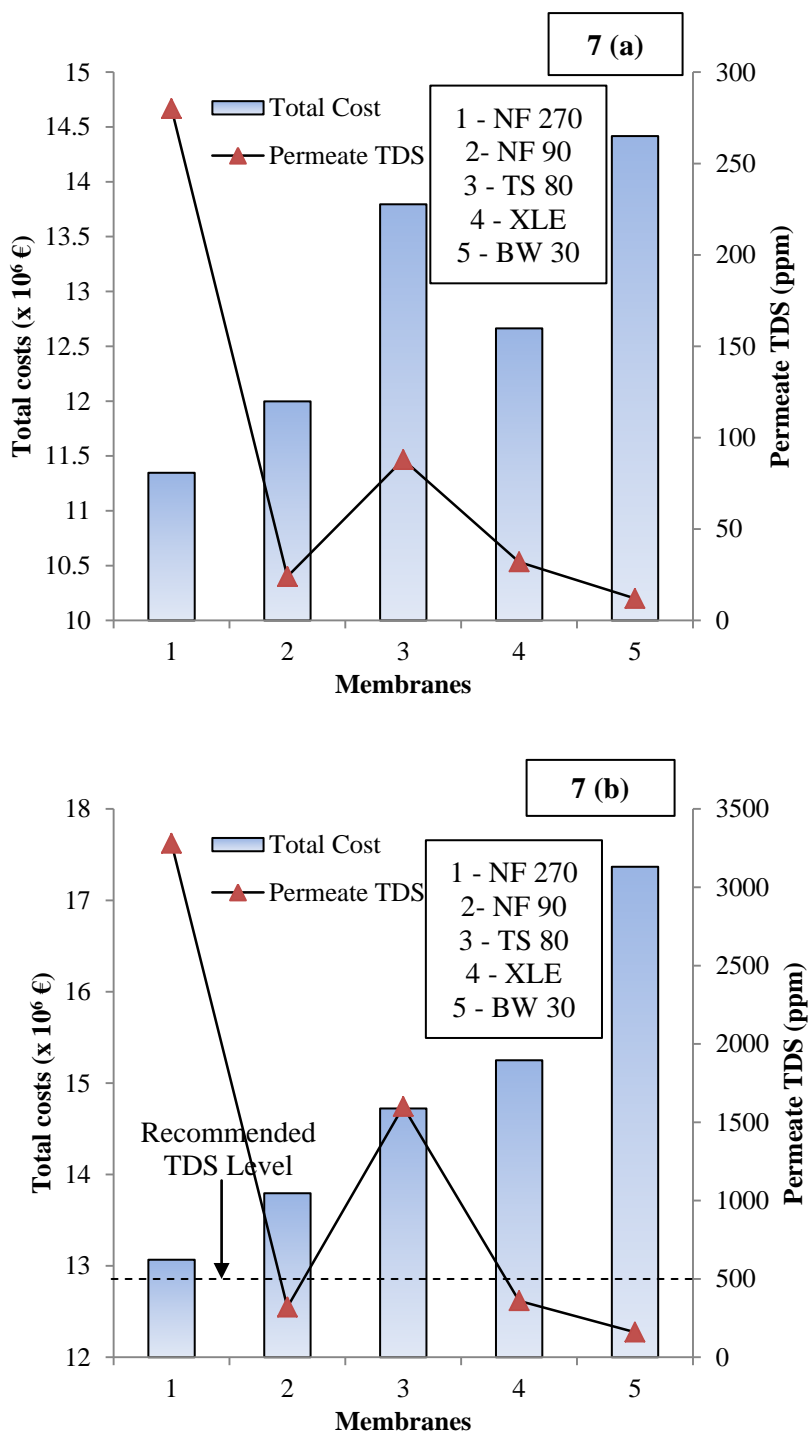 7 (a)
15
14.5
14
13.5
13
12.5
12
11.5
11
10.5
10
Total costs (x 10⁶ €)
Total Cost
Permeate TDS
1 - NF 270
2- NF 90
3 - TS 80
4 - XLE
5 - BW 30
300
250
200
150
100
50
0
Permeate TDS (ppm)
1 2 3 4 5
Membranes
7 (b)
18
17
16
15
14
13
12
Total costs (x 10⁶ €)
Total Cost
Permeate TDS
1 - NF 270
2- NF 90
3 - TS 80
4 - XLE
5 - BW 30
Recommended
TDS Level
3500
3000
2500
2000
1500
1000
500
0
Permeate TDS (ppm)
1 2 3 4 5
Membranes